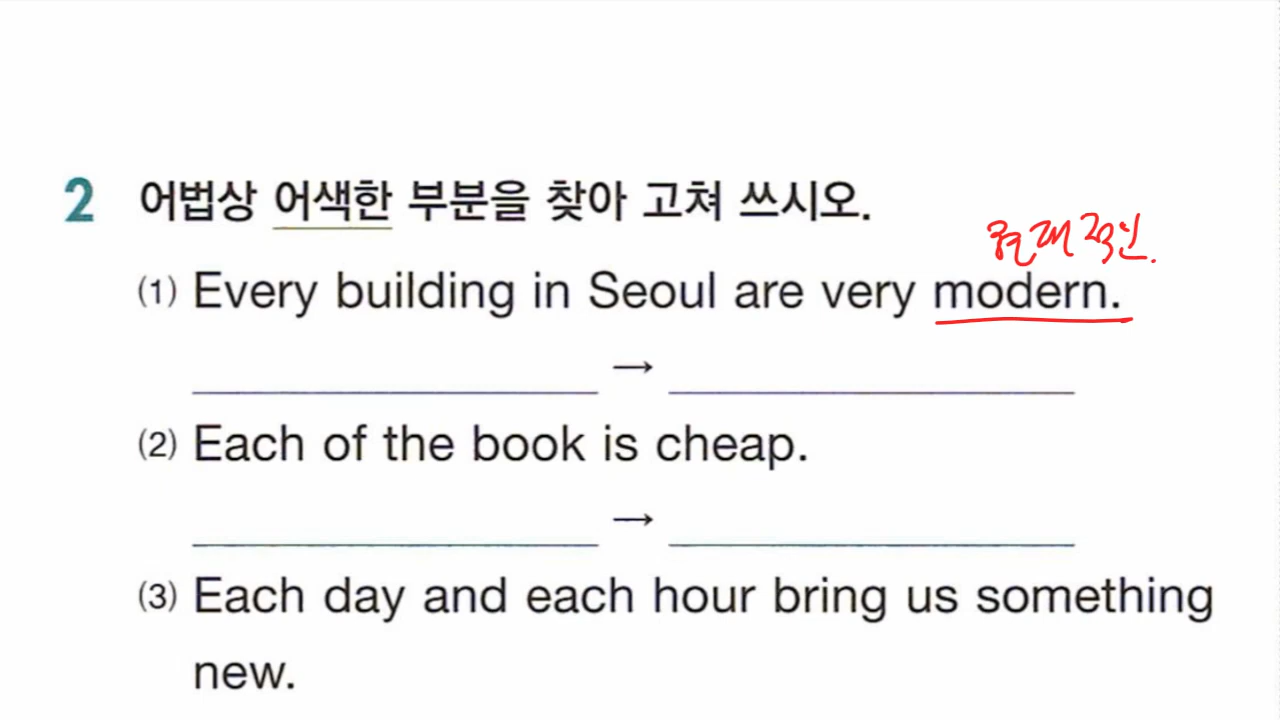 2 어법상 어색한 부분을 찾아 고쳐 쓰시오.
현대적인.
(1) Every building in Seoul are very modern.
→
(2) Each of the book is cheap.
→
(3) Each day and each hour bring us something
new.